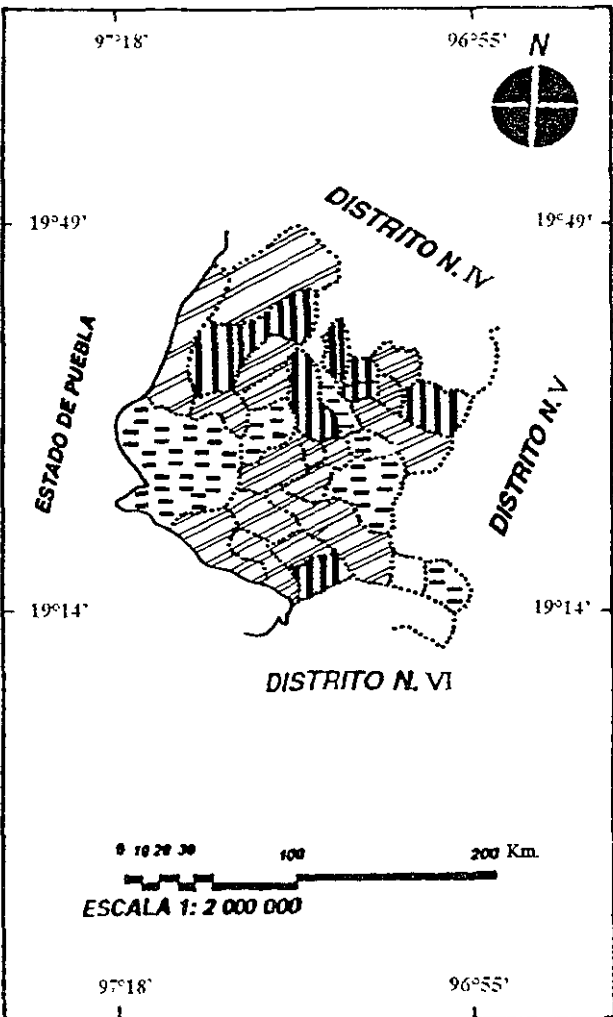 97°18' 96°55'
N
19°49' 19°49'
DISTRITO N. IV
ESTADO DE PUEBLA
DISTRITO N. V
19°14' 19°14'
DISTRITO N. VI
0 10 20 30 100 200 Km.
ESCALA 1: 2 000 000
97°18' 96°55'